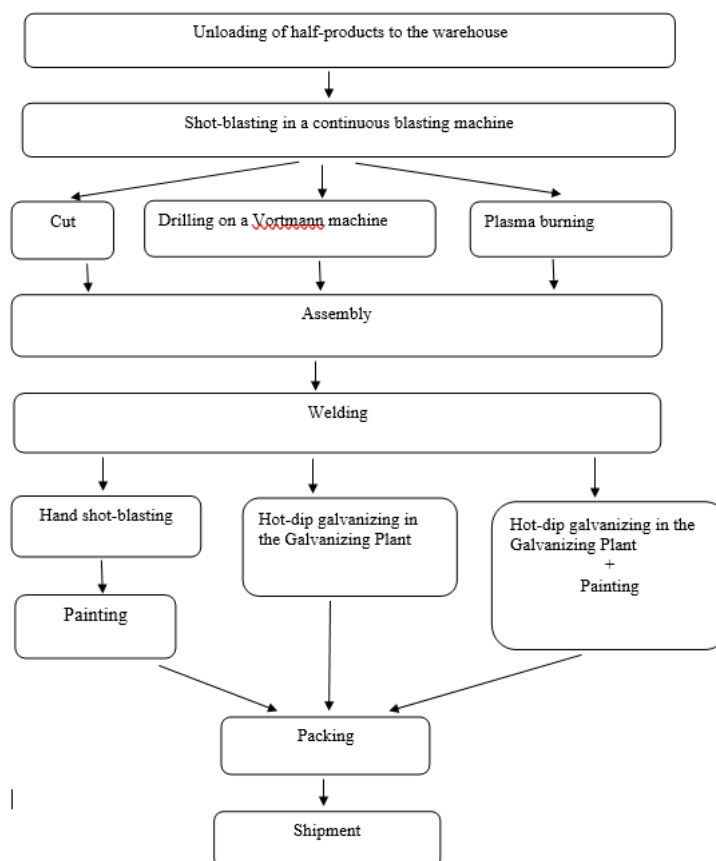 Unloading of half-products to the warehouse
Shot-blasting in a continuous blasting machine
Cut
Drilling on a Vortmann machine
Plasma burning
Assembly
Welding
Hand shot-blasting
Hot-dip galvanizing in
the Galvanizing Plant
Hot-dip galvanizing in the
Galvanizing Plant
+
Painting
Painting
Packing
Shipment